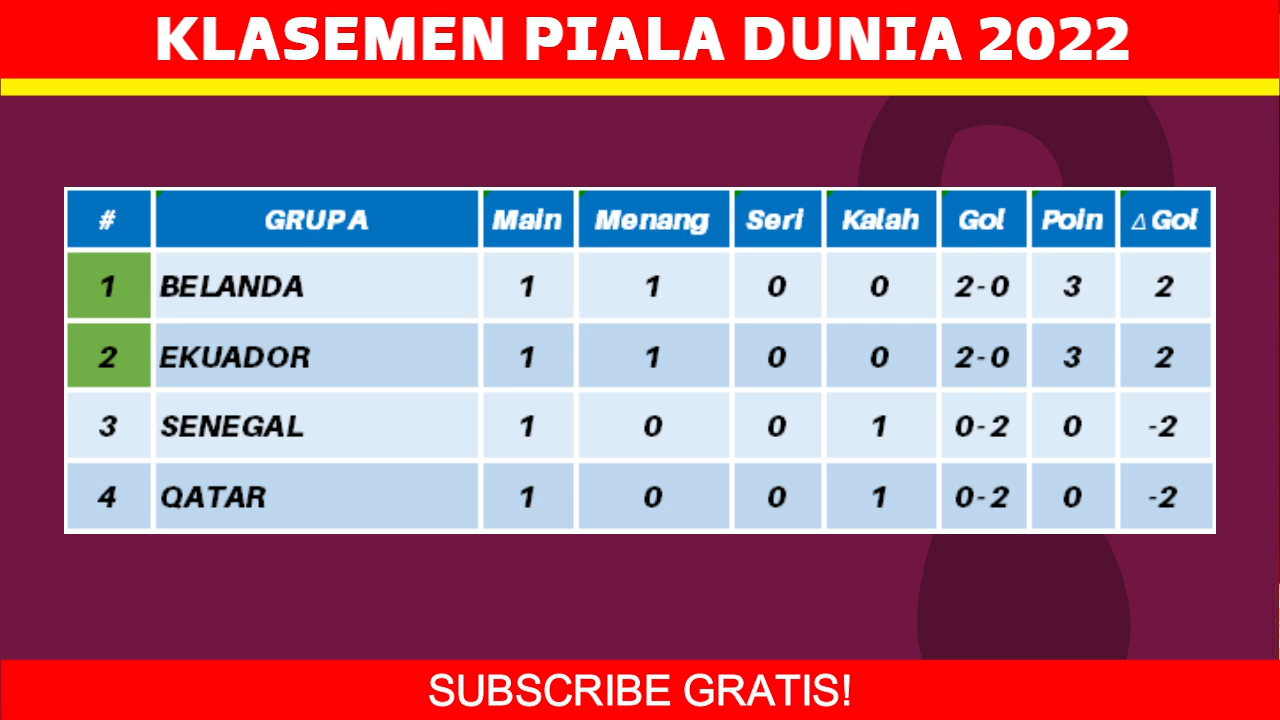 KLASEMEN PIALA DUNIA 2022
# GRUP A Main Menang Seri Kalah Gol Poin △ Gol
1 BELANDA 1 1 0 0 2-0 3 2
2 EKUADOR 1 1 0 0 2-0 3 2
3 SENEGAL 1 0 0 1 0-2 0 -2
4 QATAR 1 0 0 1 0-2 0 -2
SUBSCRIBE GRATIS!